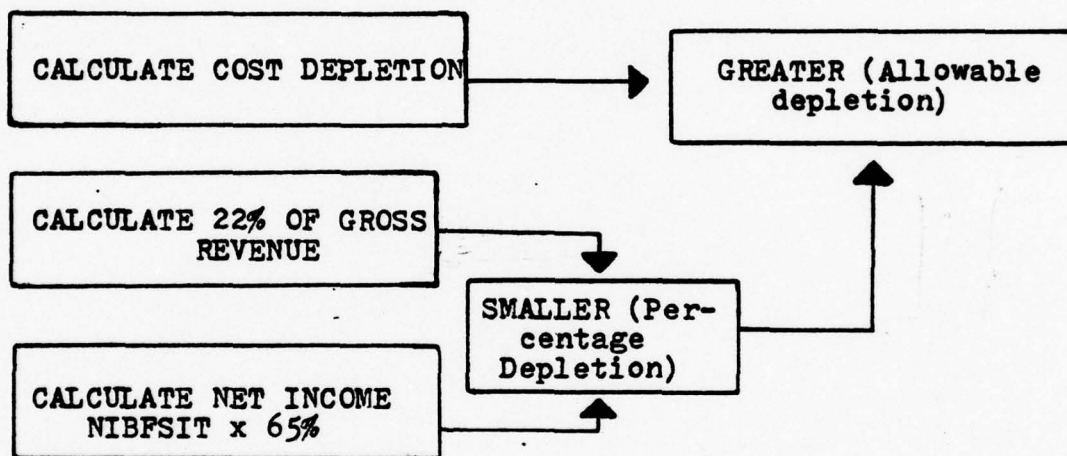 CALCULATE COST DEPLETION
GREATER (Allowable
depletion)
CALCULATE 22% OF GROSS
REVENUE
SMALLER (Per-
centage
Depletion)
CALCULATE NET INCOME
NIBFSIT x 65%